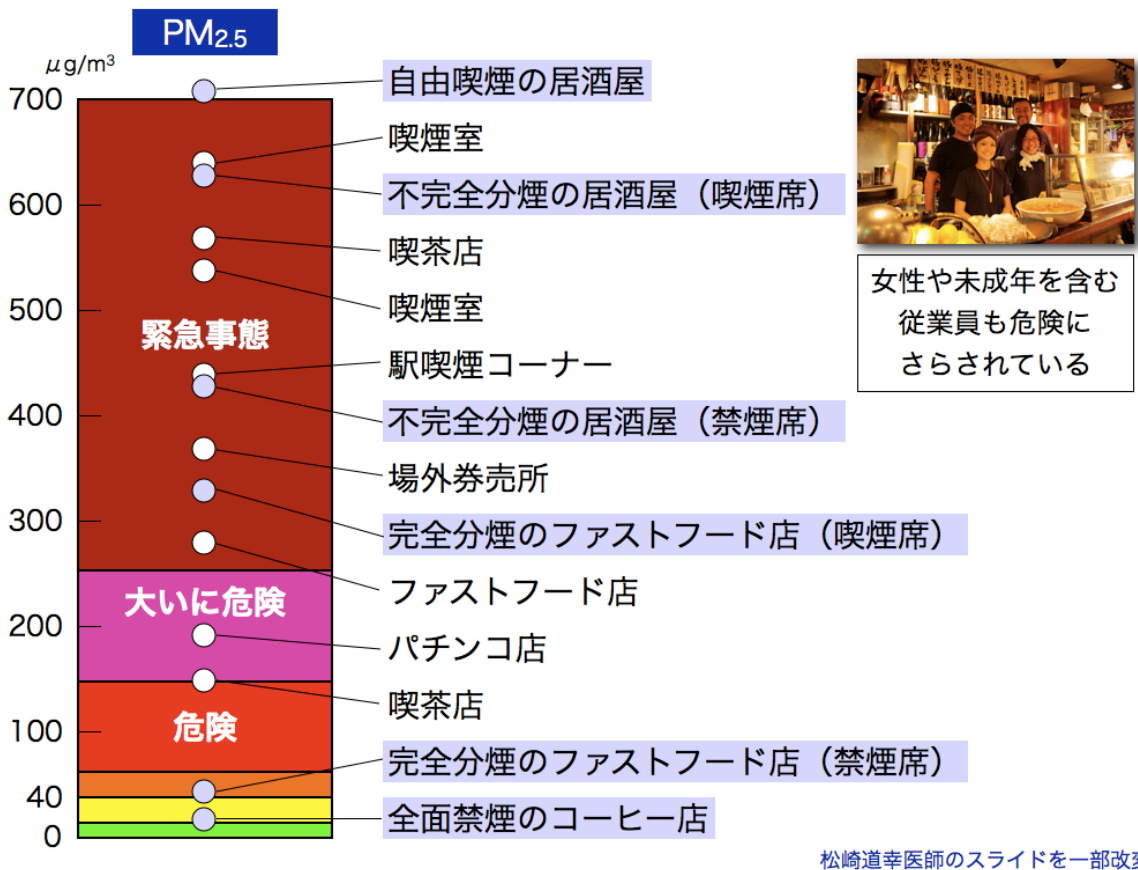 PM2.5
μg/m³
700
600
500
400
300
200
100
40
0
緊急事態
大いに危険
危険
自由喫煙の居酒屋
喫煙室
不完全分煙の居酒屋（喫煙席）
喫茶店
喫煙室
駅喫煙コーナー
不完全分煙の居酒屋（禁煙席）
場外券売所
完全分煙のファストフード店（喫煙席）
ファストフード店
パチンコ店
喫茶店
完全分煙のファストフード店（禁煙席）
全面禁煙のコーヒー店
女性や未成年を含む
従業員も危険に
さらされている
松崎道幸医師のスライドを一部改変